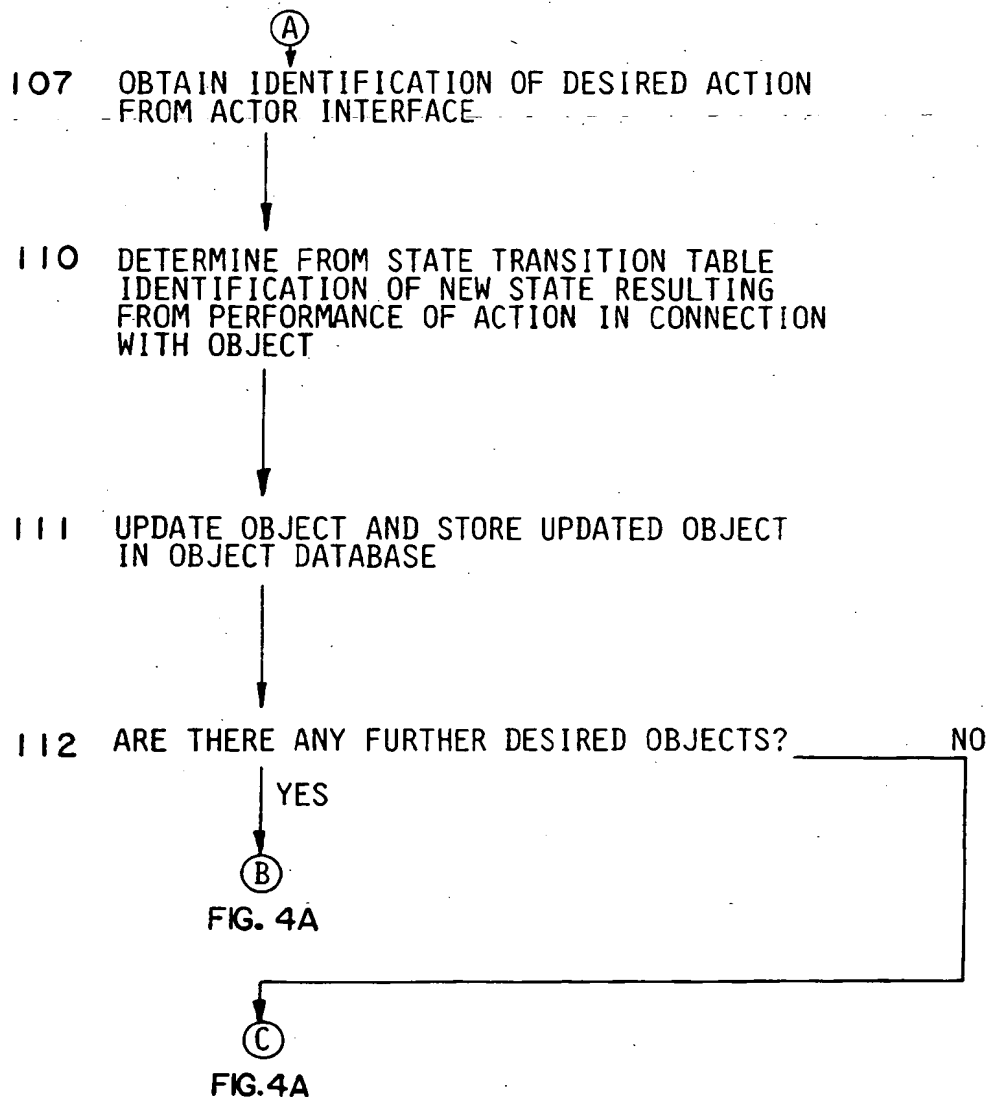 A
107 OBTAIN IDENTIFICATION OF DESIRED ACTION
FROM ACTOR INTERFACE
110 DETERMINE FROM STATE TRANSITION TABLE
IDENTIFICATION OF NEW STATE RESULTING
FROM PERFORMANCE OF ACTION IN CONNECTION
WITH OBJECT
111 UPDATE OBJECT AND STORE UPDATED OBJECT
IN OBJECT DATABASE
112 ARE THERE ANY FURTHER DESIRED OBJECTS? NO
YES
B
FIG. 4A
C
FIG.4A